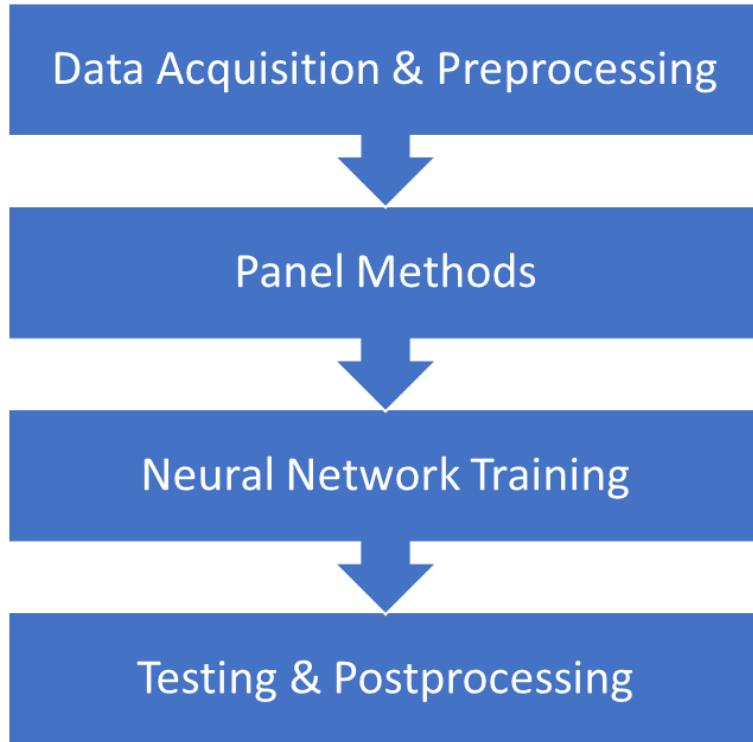 Data Acquisition & Preprocessing
Panel Methods
Neural Network Training
Testing & Postprocessing